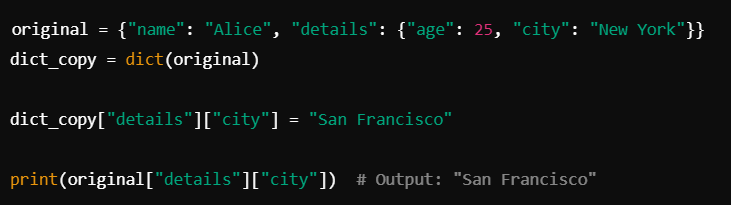 original = {"name": "Alice", "details": {"age": 25, "city": "New York"}}
dict_copy = dict(original)
dict_copy["details"]["city"] = "San Francisco"
print(original["details"]["city"])  # Output: "San Francisco"